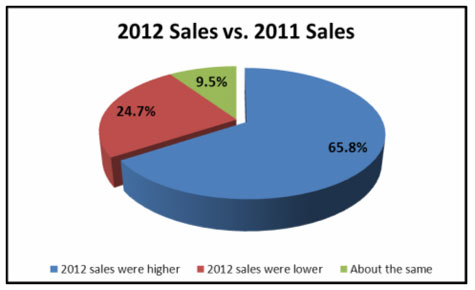 2012 Sales vs. 2011 Sales
9.5%
24.7%
65.8%
2012 sales were higher 2012 sales were lower About the same